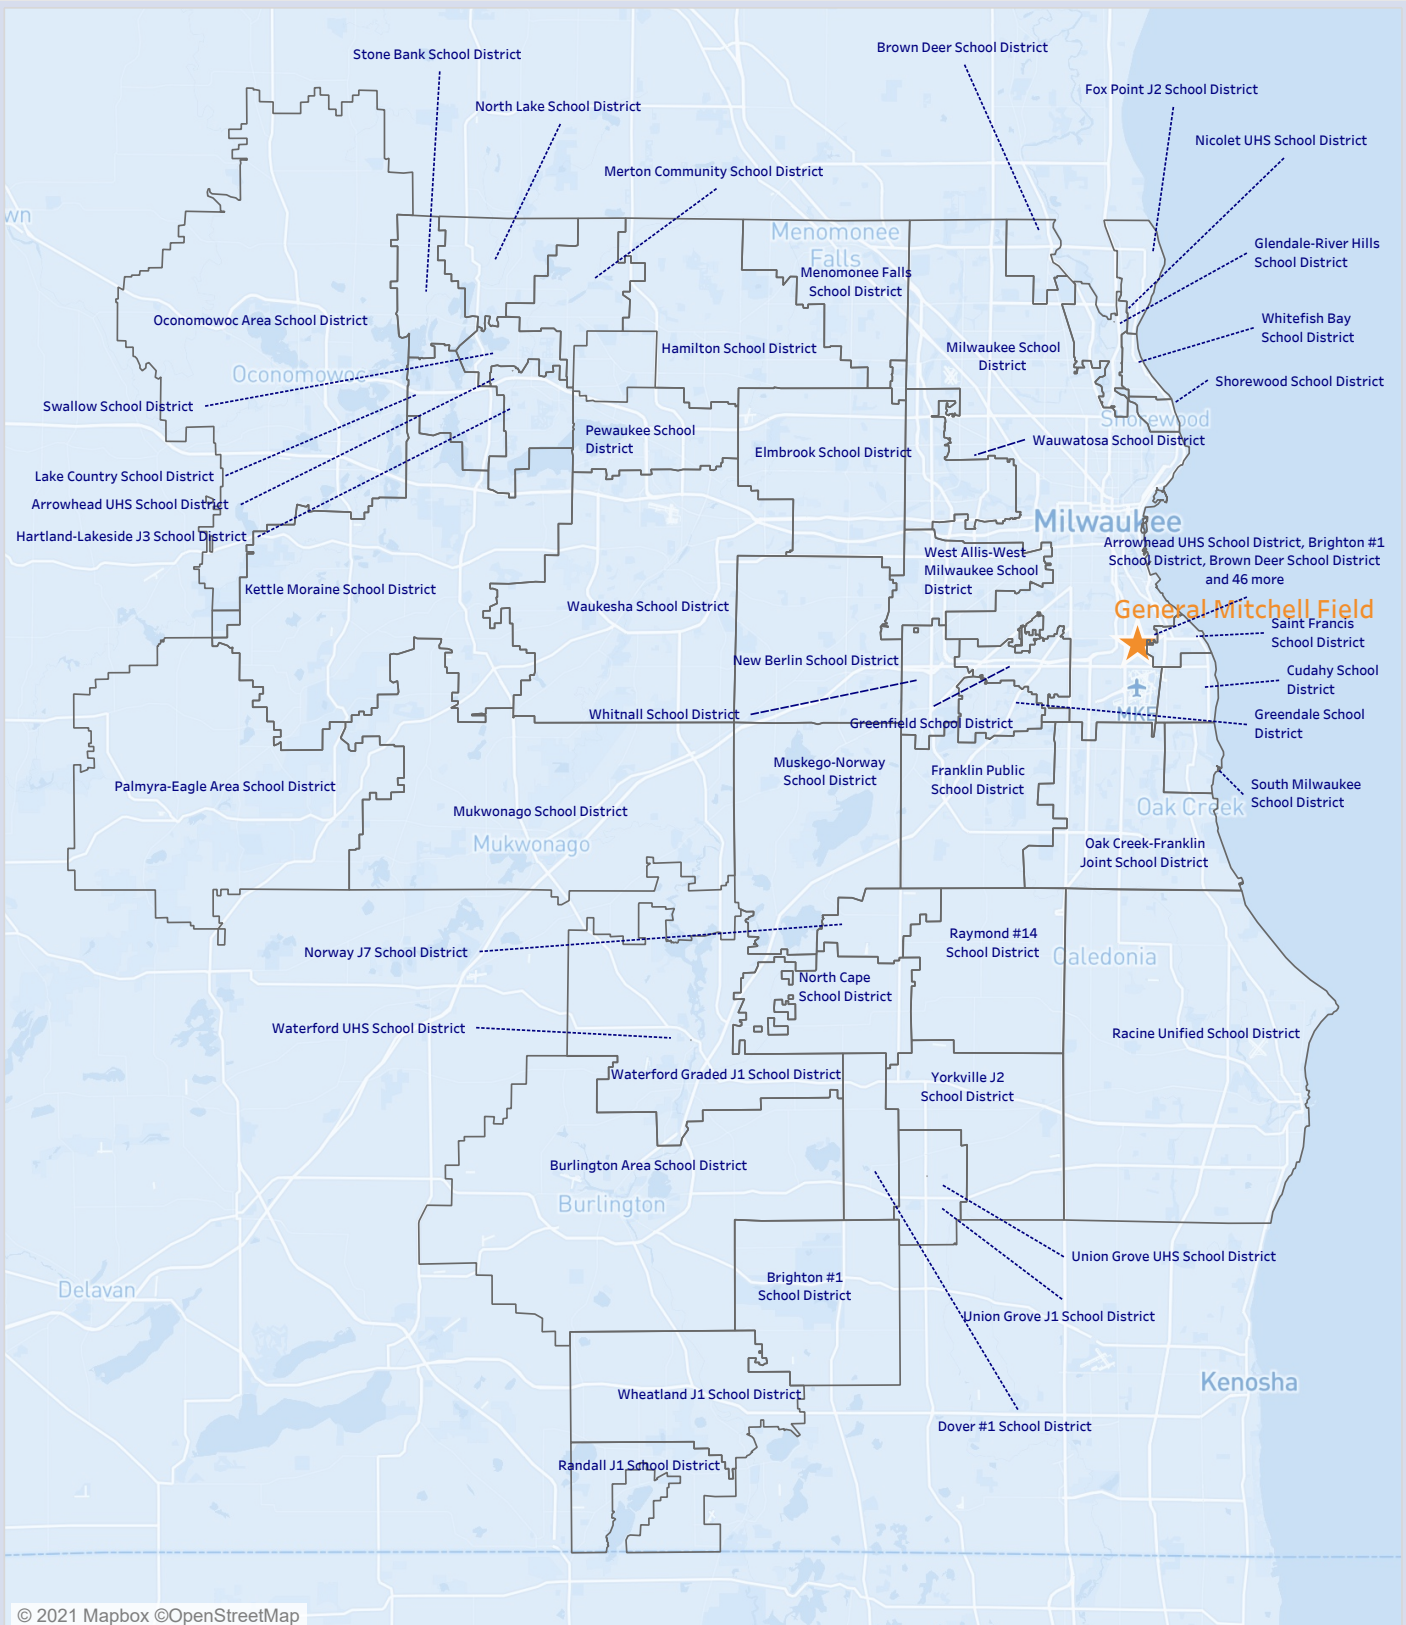 Brown Deer School District
Stone Bank School District
Fox Point J2 School District
North Lake School District
Nicolet UHS School District
Merton Community School District
wn
Menomonee
Falls
Glendale-River Hills
School District
Menomonee Falls
School District
Oconomowoc Area School District
Whitefish Bay
School District
Hamilton School District
Milwaukee School
District
Oconomowoc
Shorewood School District
Swallow School District
Shorewood
Pewaukee School
District
Wauwatosa School District
Elmbrook School District
Lake Country School District
Arrowhead UHS School District
Milwaukee
Hartland-Lakeside J3 School District
Arrowhead UHS School District, Brighton #1
School District, Brown Deer School District
and 46 more
West Allis-West
Milwaukee School
District
Kettle Moraine School District
Waukesha School District
General Mitchell Field
Saint Francis
School District
New Berlin School District
Cudahy School
District
Whitnall School District
MKE
Greenfield School District
Greendale School
District
Muskego-Norway
School District
Franklin Public
School District
Palmyra-Eagle Area School District
South Milwaukee
School District
Mukwonago School District
Oak Creek
Mukwonago
Oak Creek-Franklin
Joint School District
Norway J7 School District
Raymond #14
School District
Caledonia
North Cape
School District
Waterford UHS School District
Racine Unified School District
Waterford Graded J1 School District
Yorkville J2
School District
Burlington Area School District
Burlington
Union Grove UHS School District
Brighton #1
School District
Delavan
Union Grove J1 School District
Kenosha
Wheatland J1 School District
Dover #1 School District
Randall J1 School District
© 2021 Mapbox ©OpenStreetMap